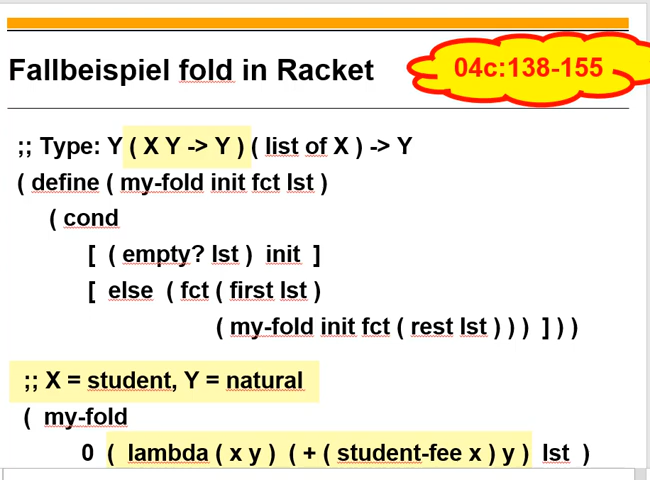 Fallbeispiel fold in Racket
04c:138-155
;; Type: Y ( X Y -> Y ) ( list of X ) -> Y
( define ( my-fold init fct lst )
( cond
[ ( empty? lst ) init ]
[ else ( fct ( first lst )
( my-fold init fct ( rest lst ) ) ) ] ) )
;; X = student, Y = natural
( my-fold
0 ( lambda ( x y ) ( + ( student-fee x ) y ) lst )